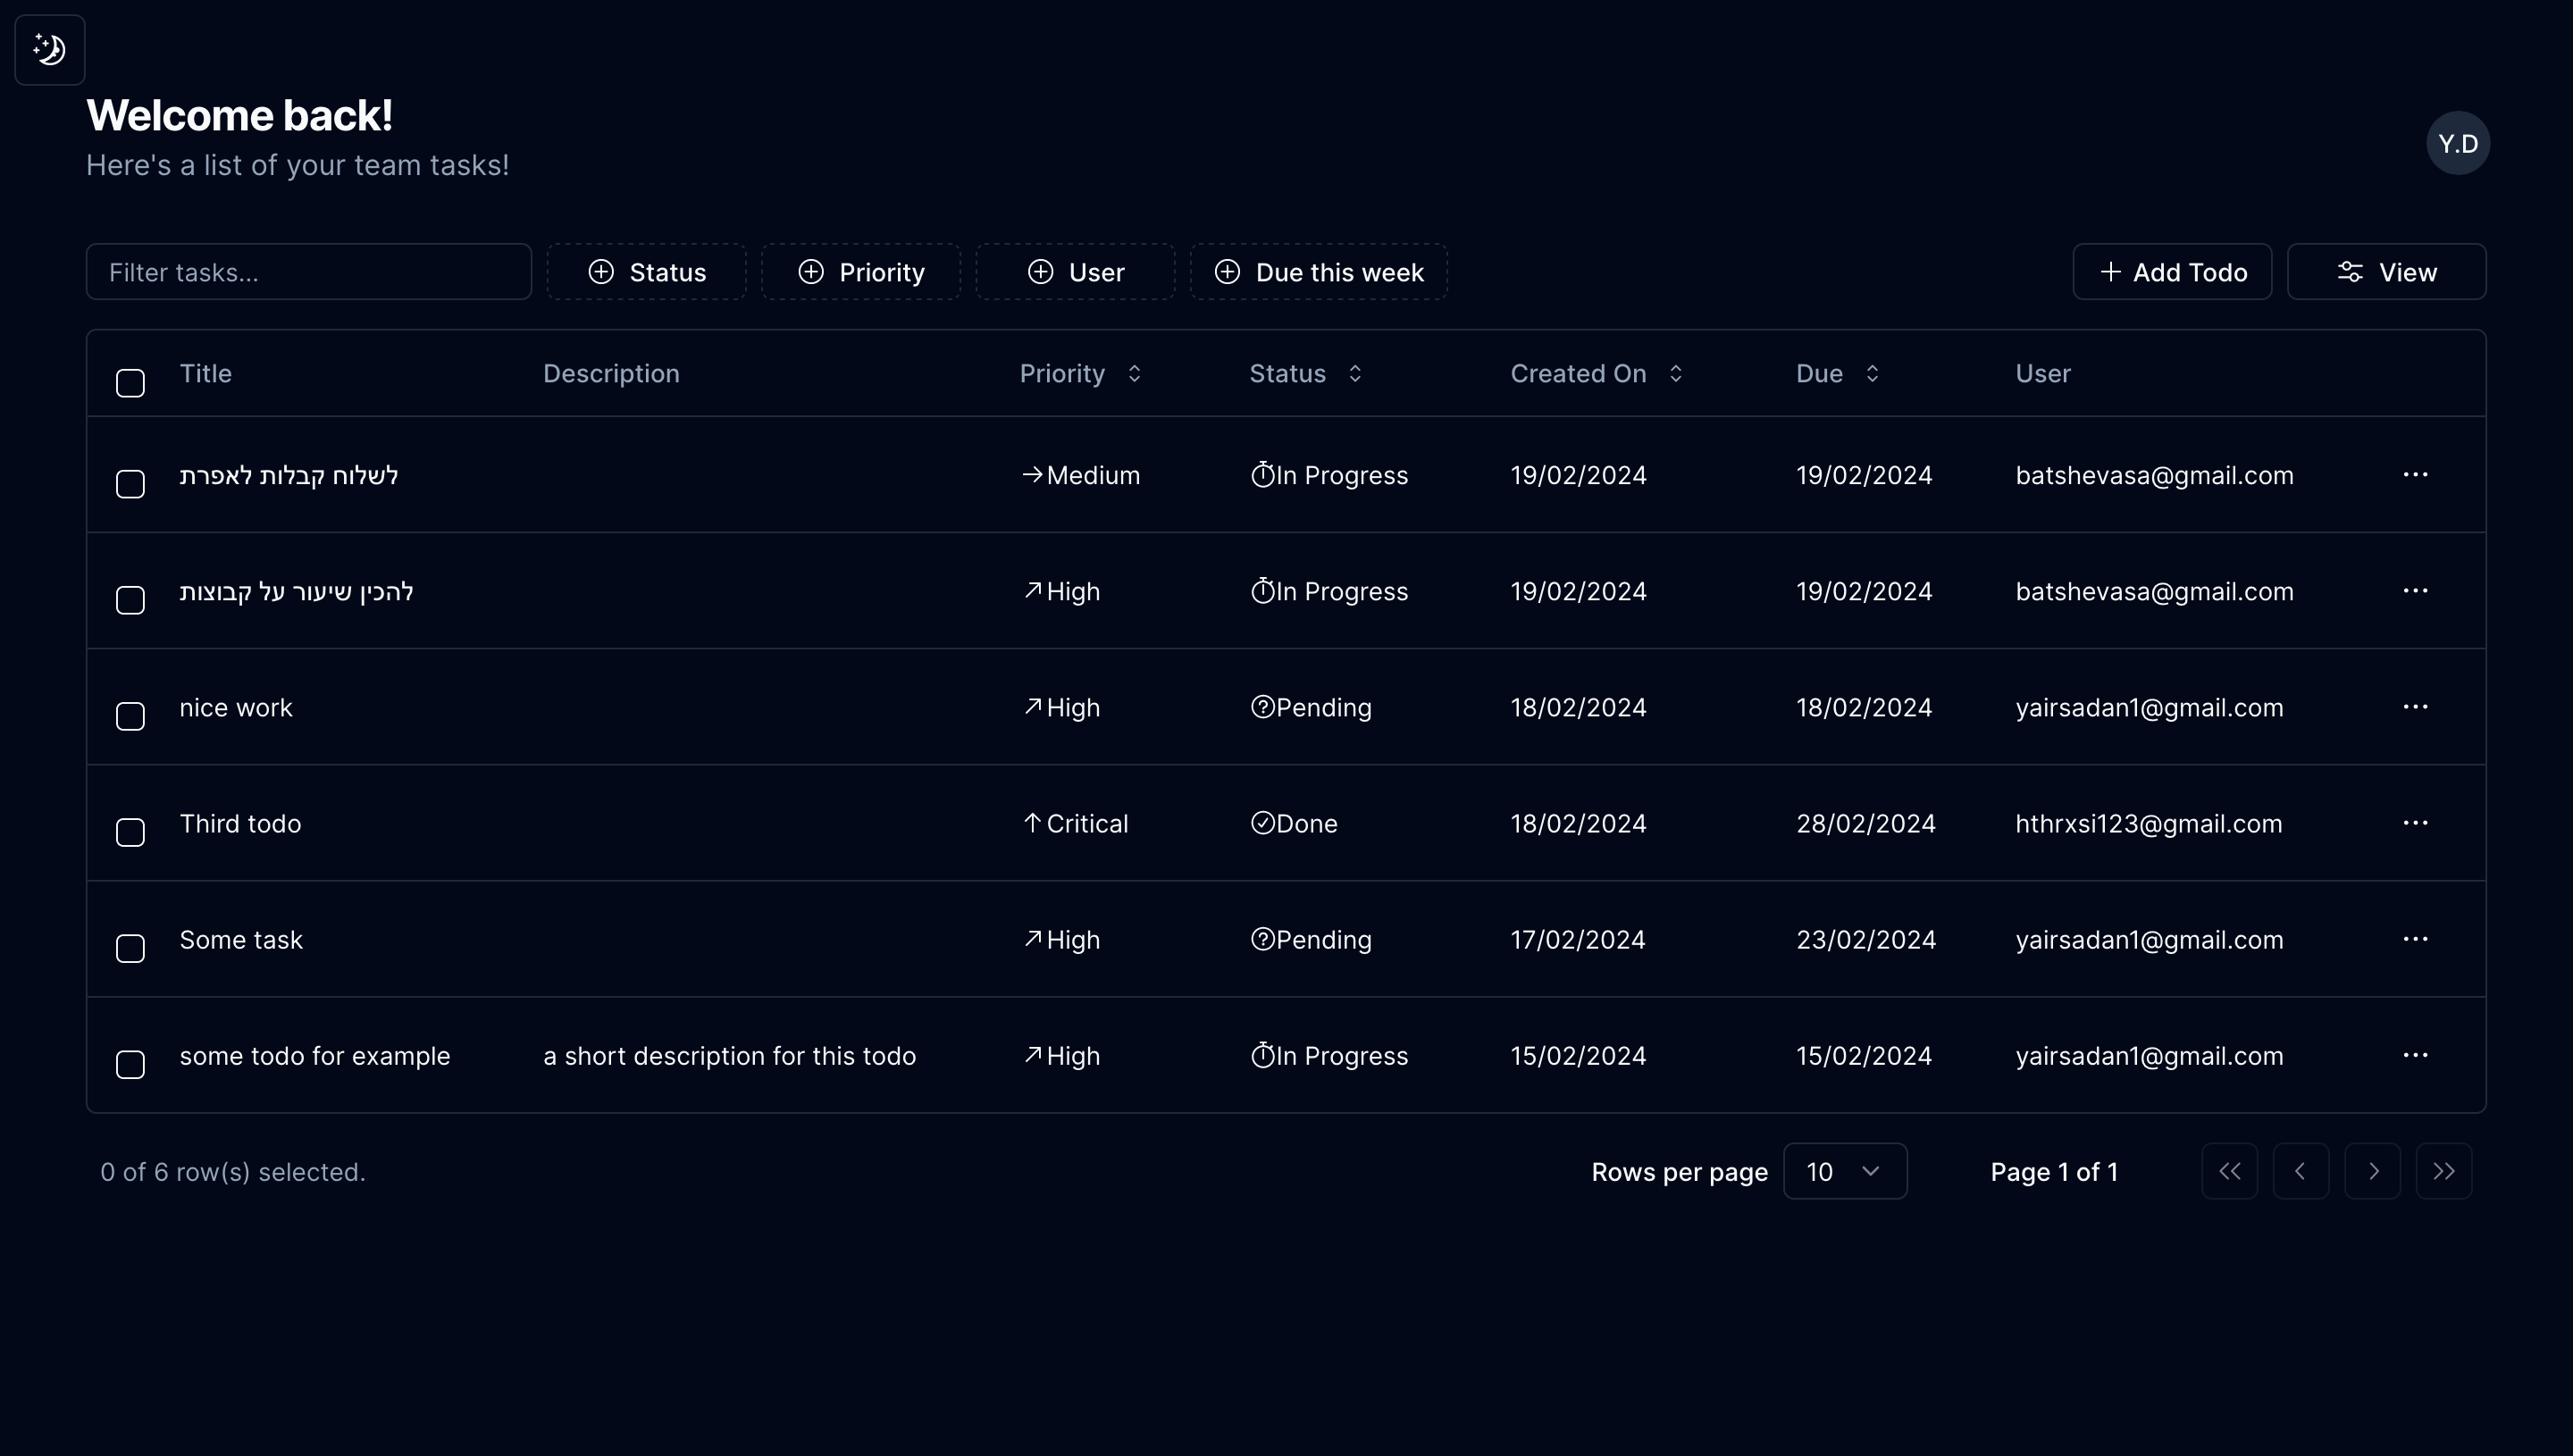 Welcome back!
Here's a list of your team tasks!
Y.D
Filter tasks...
Status
Priority
User
Due this week
Add Todo
View
Title Description Priority Status Created On Due User
לשלוח קבלות לאפרת Medium In Progress 19/02/2024 19/02/2024 batshevasa@gmail.com
להכין שיעור על קבוצות High In Progress 19/02/2024 19/02/2024 batshevasa@gmail.com
nice work High Pending 18/02/2024 18/02/2024 yairsadan1@gmail.com
Third todo Critical Done 18/02/2024 28/02/2024 hthrxsi123@gmail.com
Some task High Pending 17/02/2024 23/02/2024 yairsadan1@gmail.com
some todo for example a short description for this todo High In Progress 15/02/2024 15/02/2024 yairsadan1@gmail.com
0 of 6 row(s) selected.
Rows per page 10
Page 1 of 1